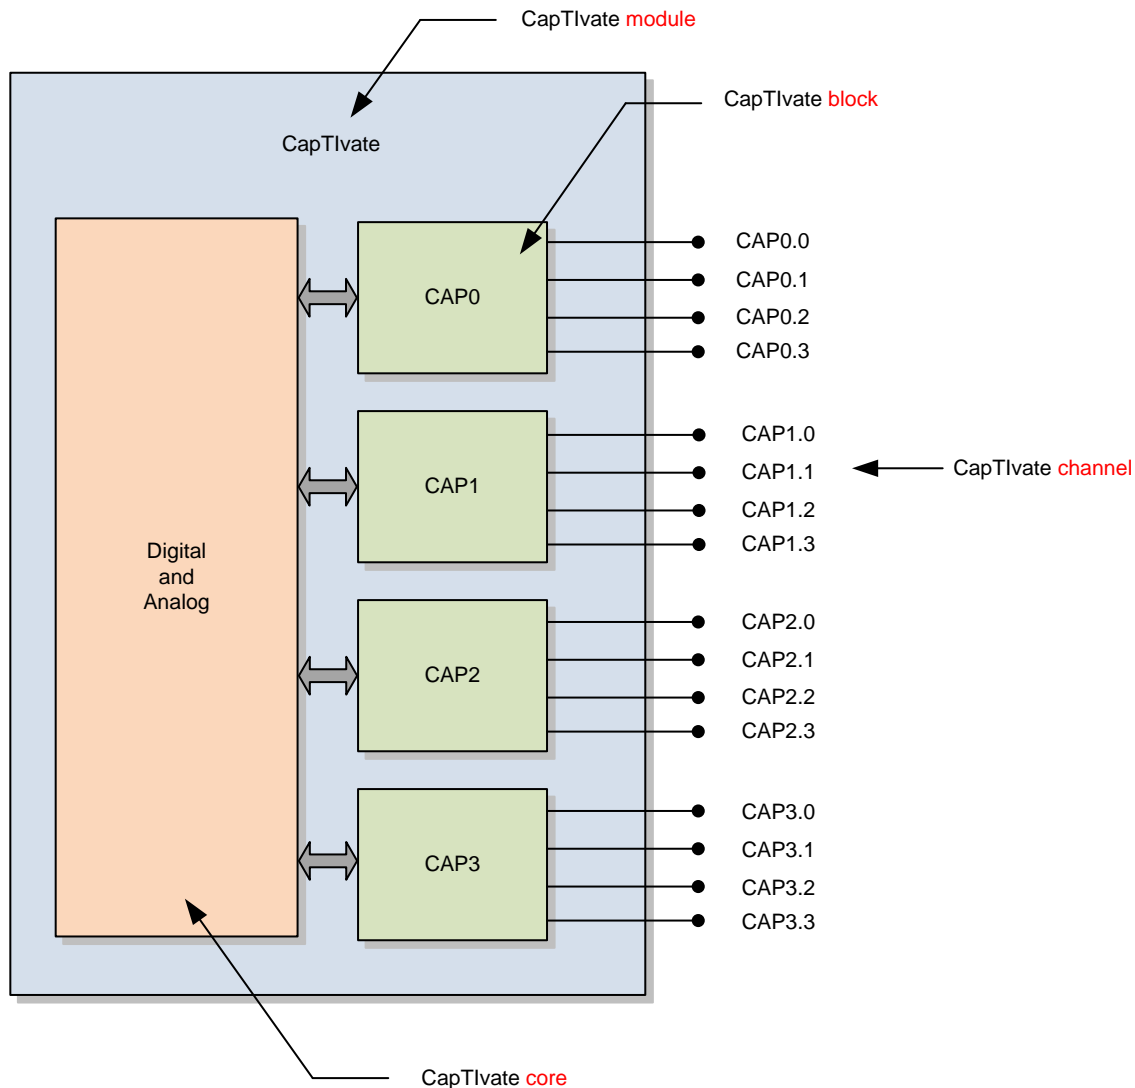 CapTIvate module
CapTIvate block
CapTIvate
CAP0
CAP0.0
CAP0.1
CAP0.2
CAP0.3
CAP1
CAP1.0
CAP1.1
CAP1.2
CAP1.3
CapTIvate channel
Digital
and
Analog
CAP2
CAP2.0
CAP2.1
CAP2.2
CAP2.3
CAP3
CAP3.0
CAP3.1
CAP3.2
CAP3.3
CapTIvate core